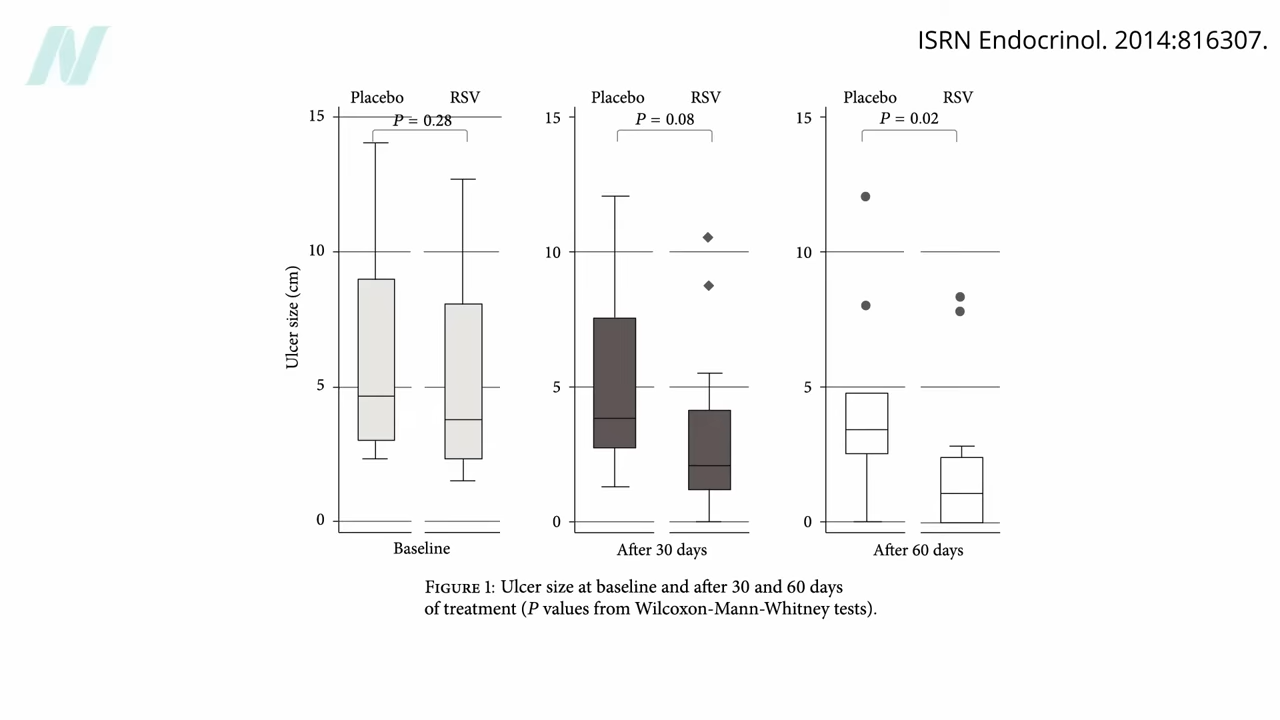 ISRN Endocrinol. 2014:816307.
Placebo RSV
P = 0.28
15
10
5
0
Ulcer size (cm)
Baseline
Placebo RSV
P = 0.08
15
10
5
0
After 30 days
Placebo RSV
P = 0.02
15
10
5
0
After 60 days
FIGURE 1: Ulcer size at baseline and after 30 and 60 days
of treatment (P values from Wilcoxon-Mann-Whitney tests).